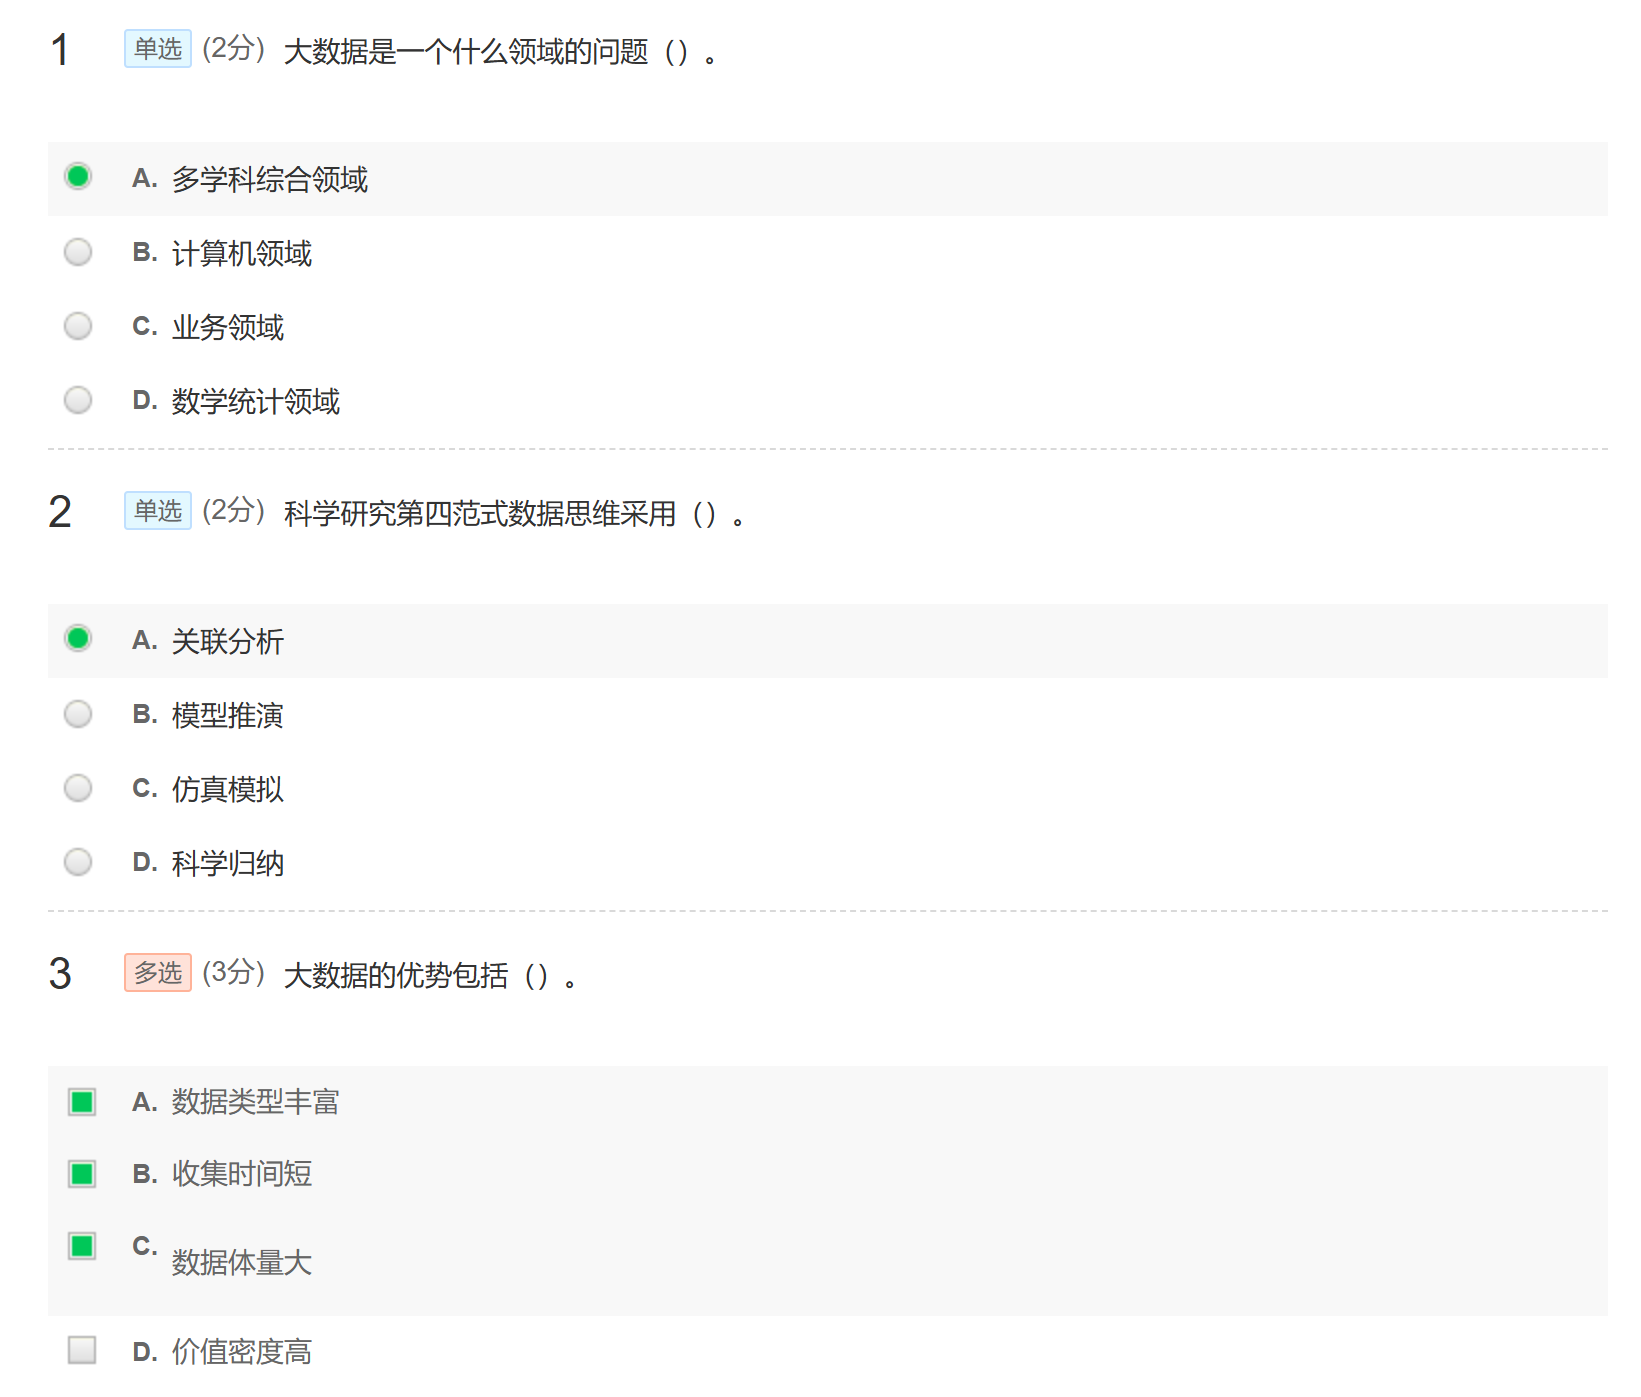 1 单选 (2分) 大数据是一个什么领域的问题（）。
A. 多学科综合领域
B. 计算机领域
C. 业务领域
D. 数学统计领域
2 单选 (2分) 科学研究第四范式数据思维采用（）。
A. 关联分析
B. 模型推演
C. 仿真模拟
D. 科学归纳
3 多选 (3分) 大数据的优势包括（）。
A. 数据类型丰富
B. 收集时间短
C. 数据体量大
D. 价值密度高